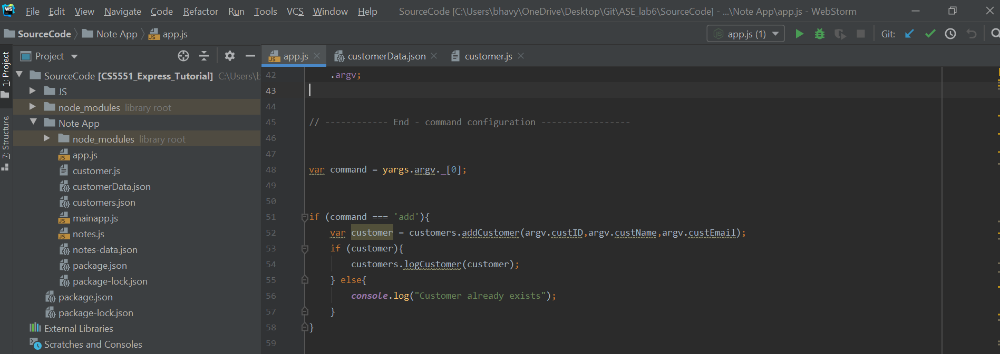 WS File Edit View Navigate Code Refactor Run Tools VCS Window Help SourceCode [C:\Users\bhavy\OneDrive\Desktop\Git\ASE_lab6\SourceCode] - ...\Note App\app.js - WebStorm
SourceCode Note App app.js app.js (1) Git:
1: Project
7: Structure
Project
SourceCode [CS5551_Express_Tutorial] C:\Users\b
JS
node_modules library root
Note App
node_modules library root
app.js
customer.js
customerData.json
customers.json
mainapp.js
notes.js
notes-data.json
package.json
package-lock.json
package.json
package-lock.json
External Libraries
Scratches and Consoles
app.js customerData.json customer.js
42 .argv;
43
44
45 // ------------ End - command configuration -----------------
46
47
48 var command = yargs.argv._[0];
49
50
51 if (command === 'add'){
52 var customer = customers.addCustomer(argv.custID,argv.custName,argv.custEmail);
53 if (customer){
54 customers.logCustomer(customer);
55 } else{
56 console.log("Customer already exists");
57 }
58 }
59